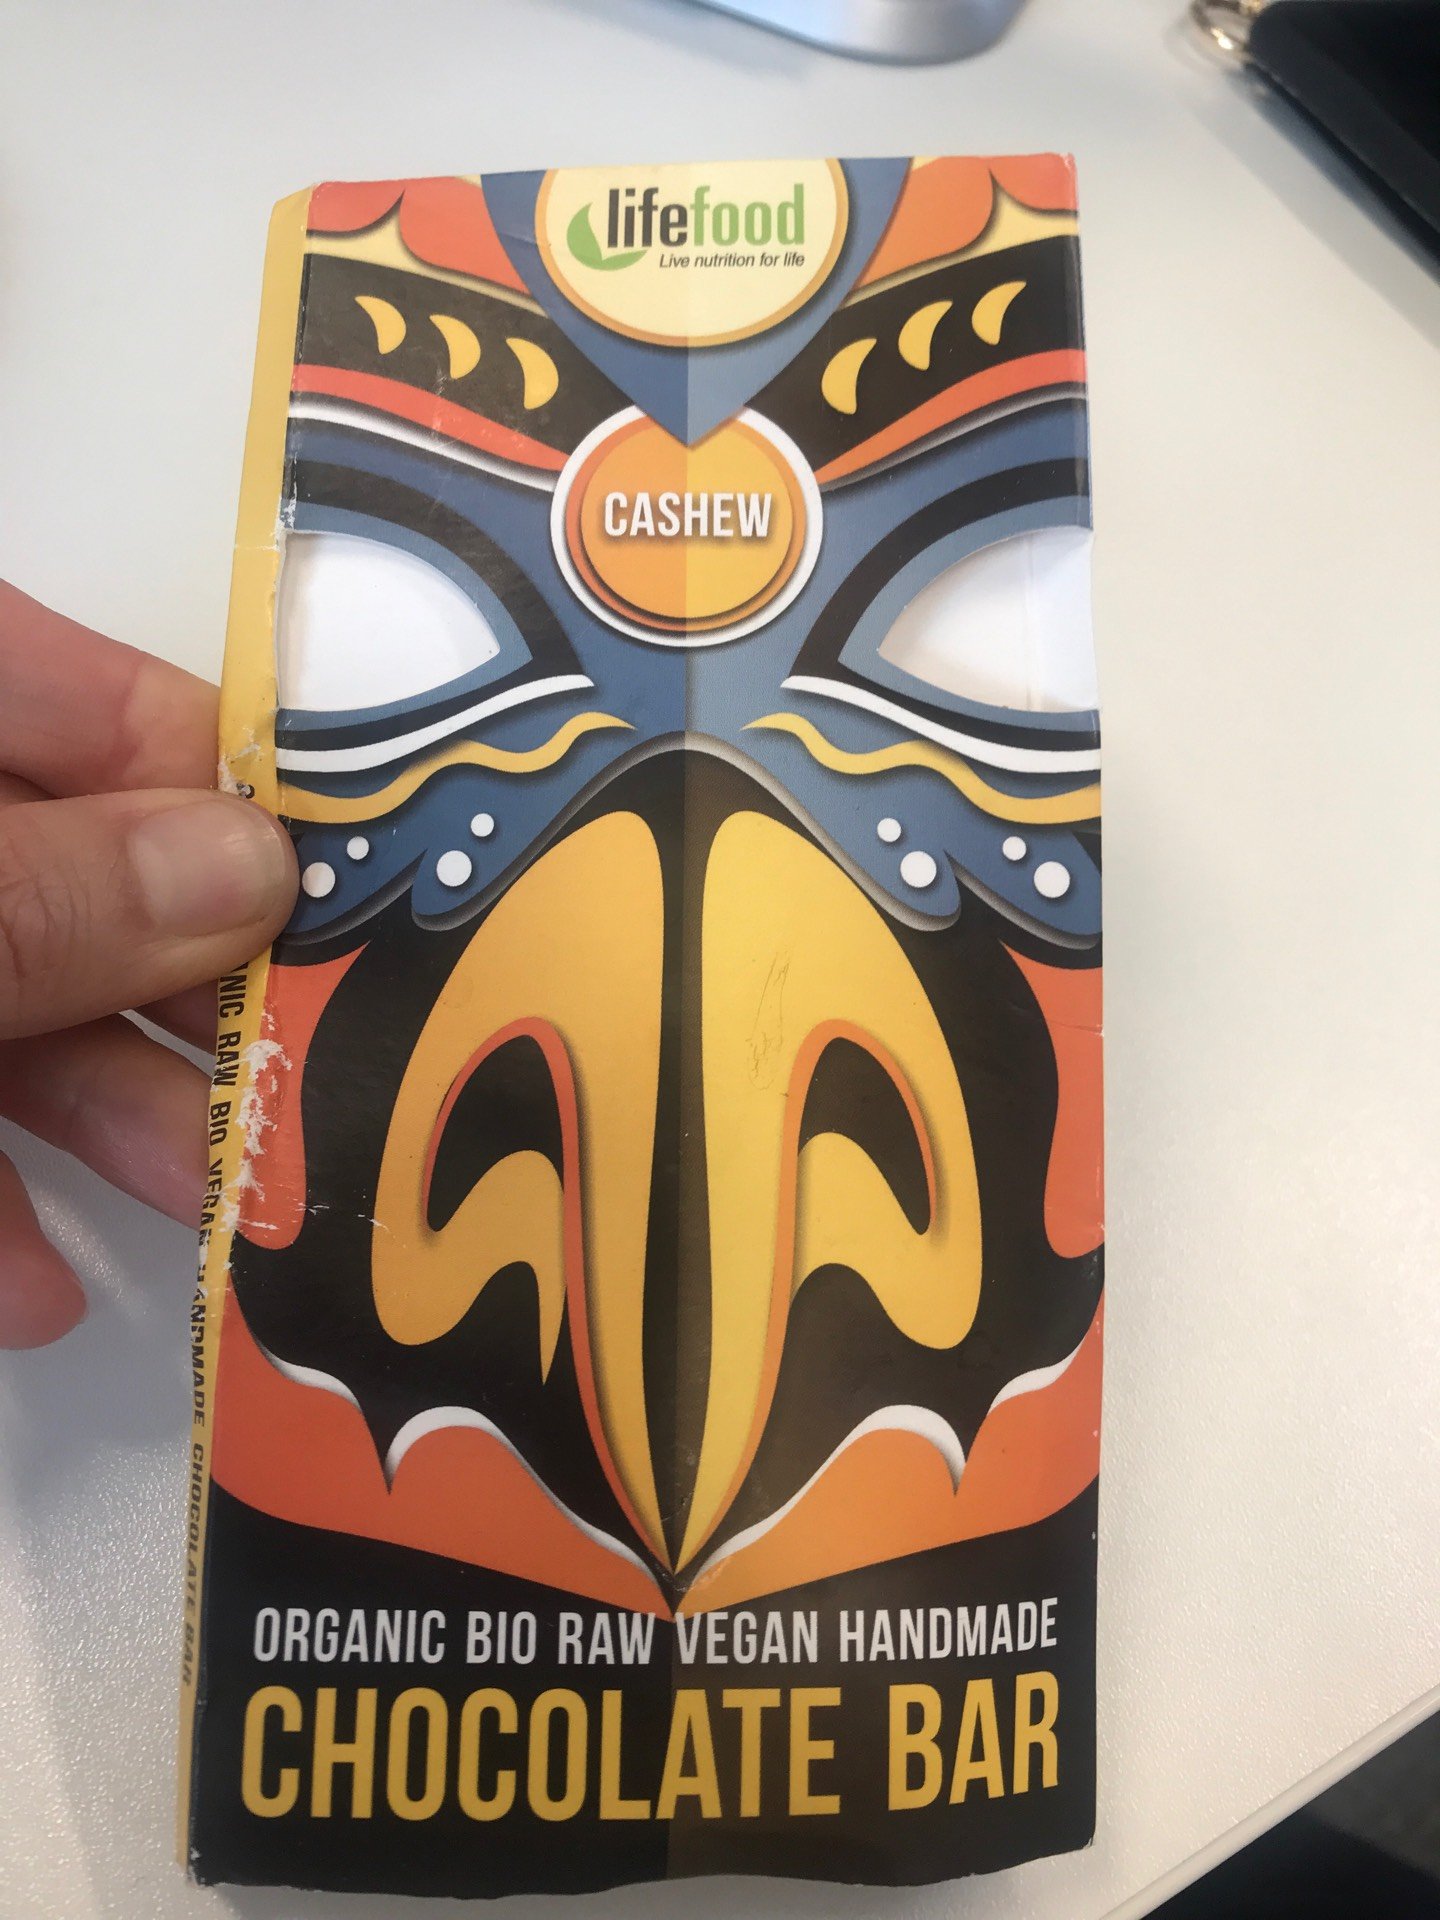 lifefood
Live nutrition for life
CASHEW
ORGANIC BIO RAW VEGAN HANDMADE
CHOCOLATE BAR
RAW BIO VEGAN HANDMADE CHOCOLATE BAR